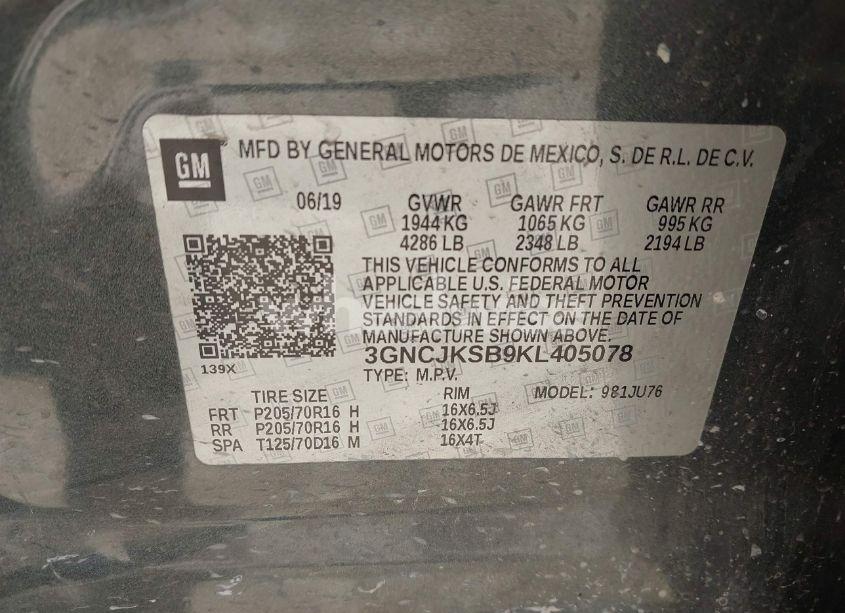 GM MFD BY GENERAL MOTORS DE MEXICO, S. DE R.L. DE C.V.
06/19 GVWR GAWR FRT GAWR RR
1944 KG 1065 KG 995 KG
4286 LB 2348 LB 2194 LB
THIS VEHICLE CONFORMS TO ALL
APPLICABLE U.S. FEDERAL MOTOR
VEHICLE SAFETY AND THEFT PREVENTION
STANDARDS IN EFFECT ON THE DATE OF
MANUFACTURE SHOWN ABOVE.
3GNCJKSB9KL405078
139X
TYPE: M.P.V. MODEL: 981JU76
TIRE SIZE RIM
FRT P205/70R16 H 16X6.5J
RR P205/70R16 H 16X6.5J
SPA T125/70D16 M 16X4T